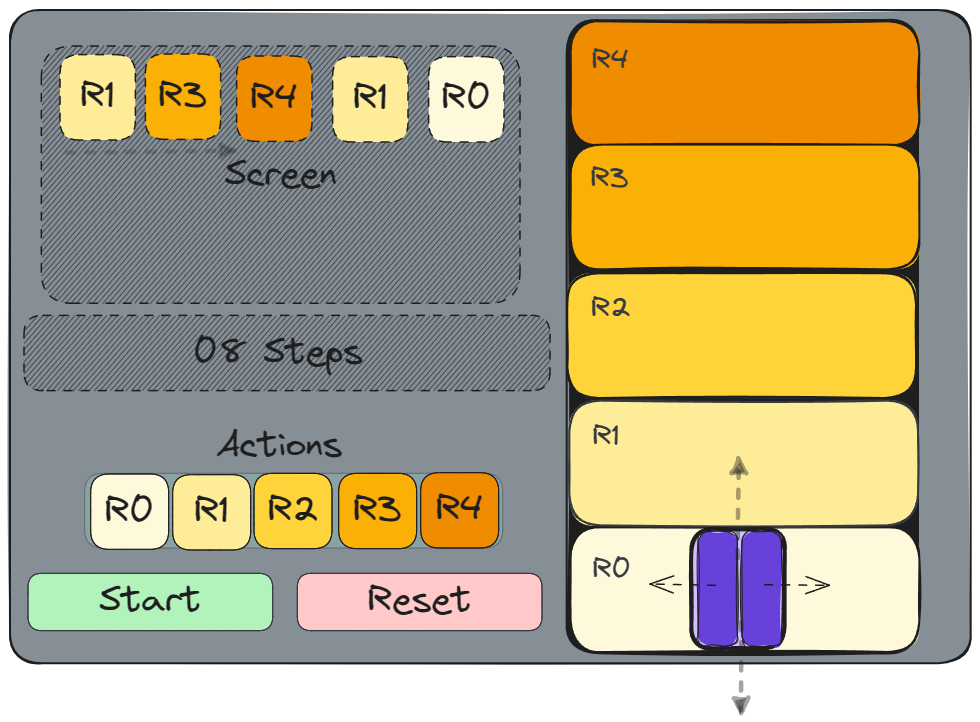 R1 R3 R4 R1 R0
Screen
08 Steps
Actions
R0 R1 R2 R3 R4
Start Reset
R4
R3
R2
R1
R0